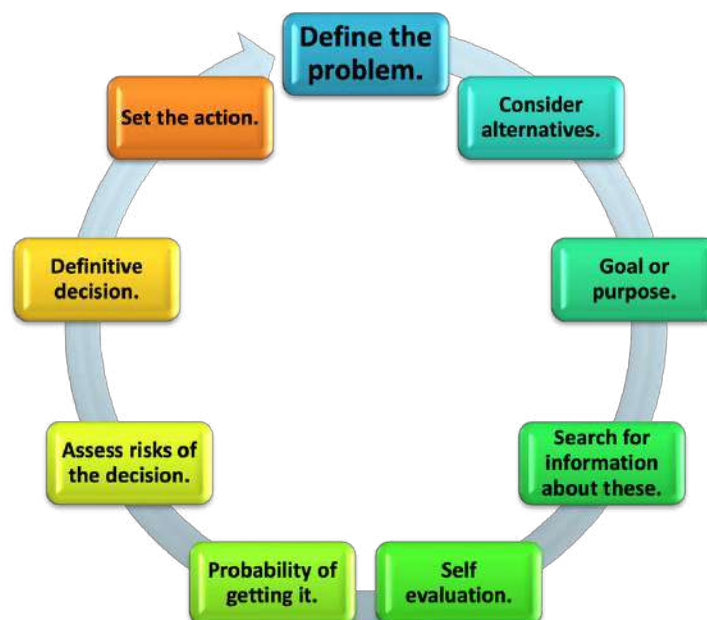 Define the
problem.
Consider
alternatives.
Goal or
purpose.
Search for
information
about these.
Self
evaluation.
Probability of
getting it.
Assess risks of
the decision.
Definitive
decision.
Set the action.